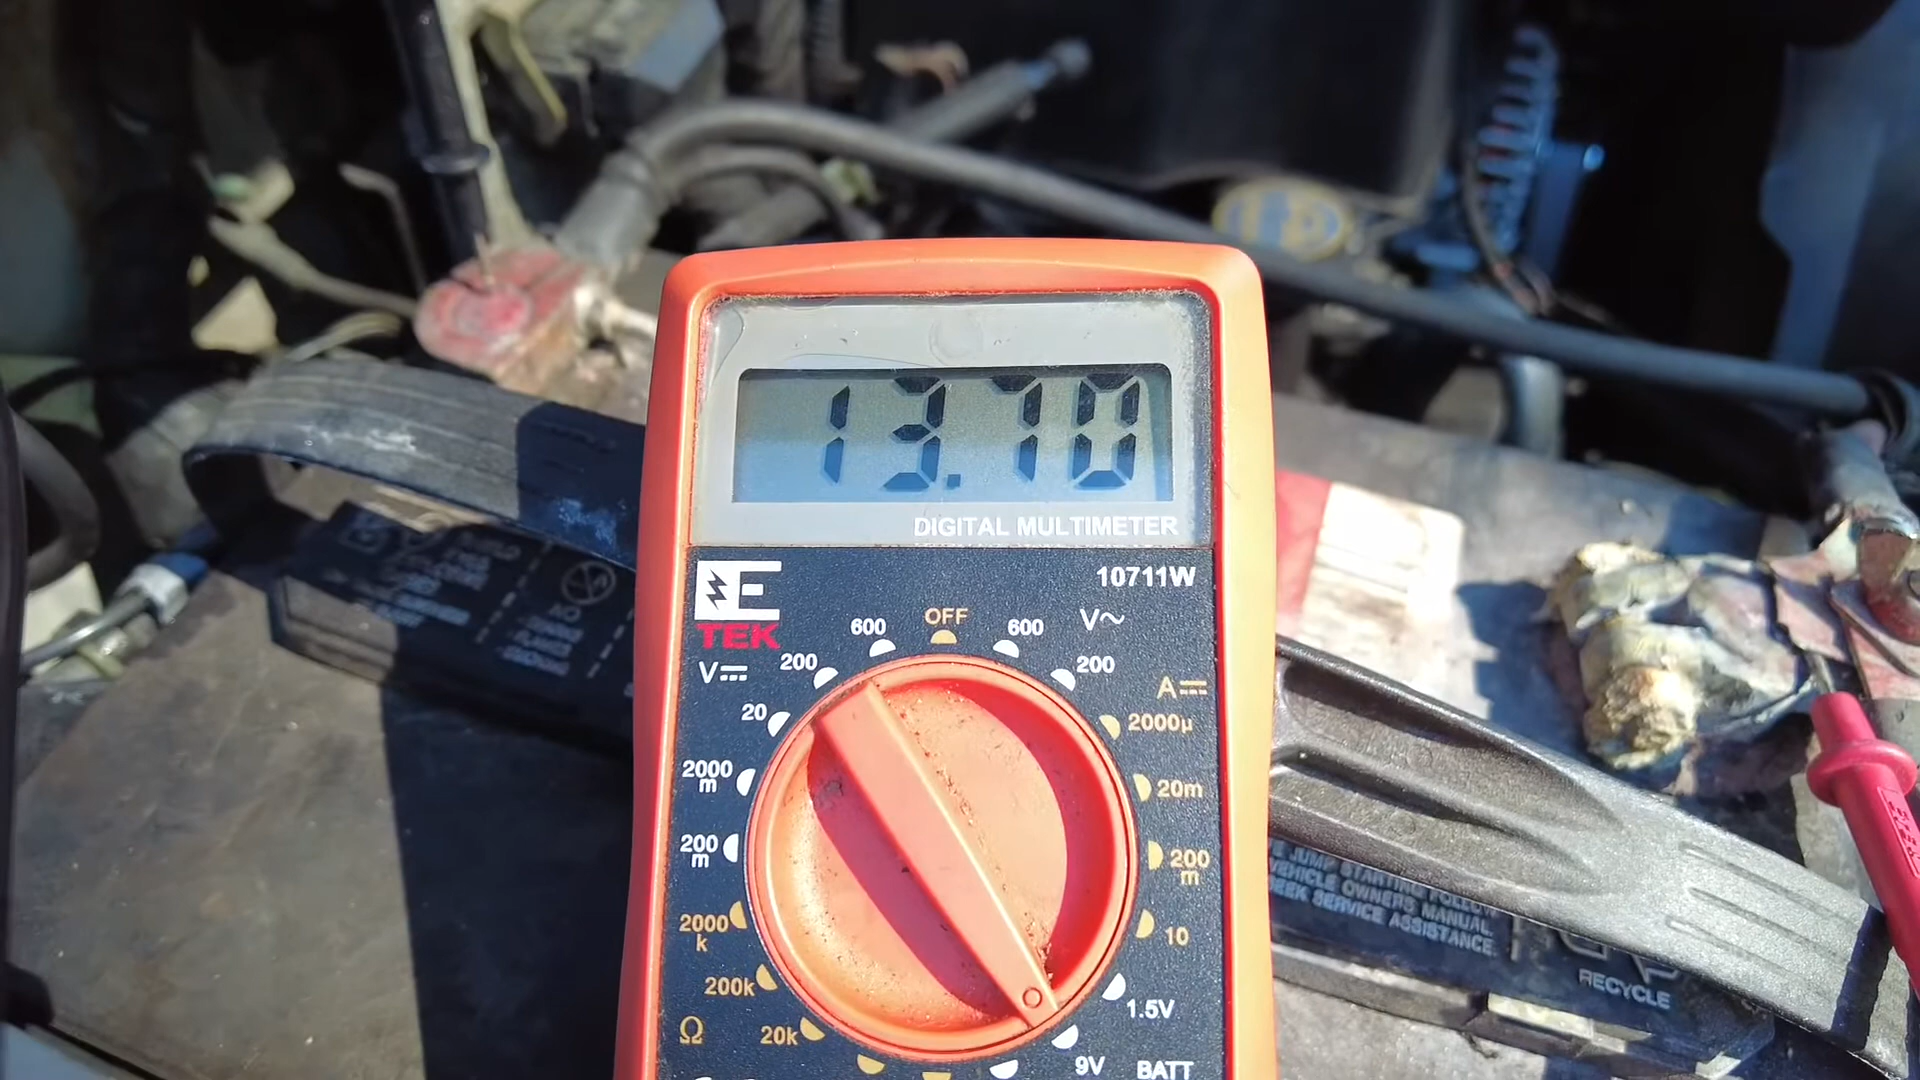 13.70
DIGITAL MULTIMETER
10711W
E
TEK
OFF
600
600
V~
200
200
V⎓
A⎓
20
2000µ
2000
m
20m
200
m
200
m
2000
k
10
200k
1.5V
Ω
20k
9V
BATT
JUMP STARTING FOLLOW
VEHICLE OWNERS MANUAL.
SEEK SERVICE ASSISTANCE.
RECYCLE